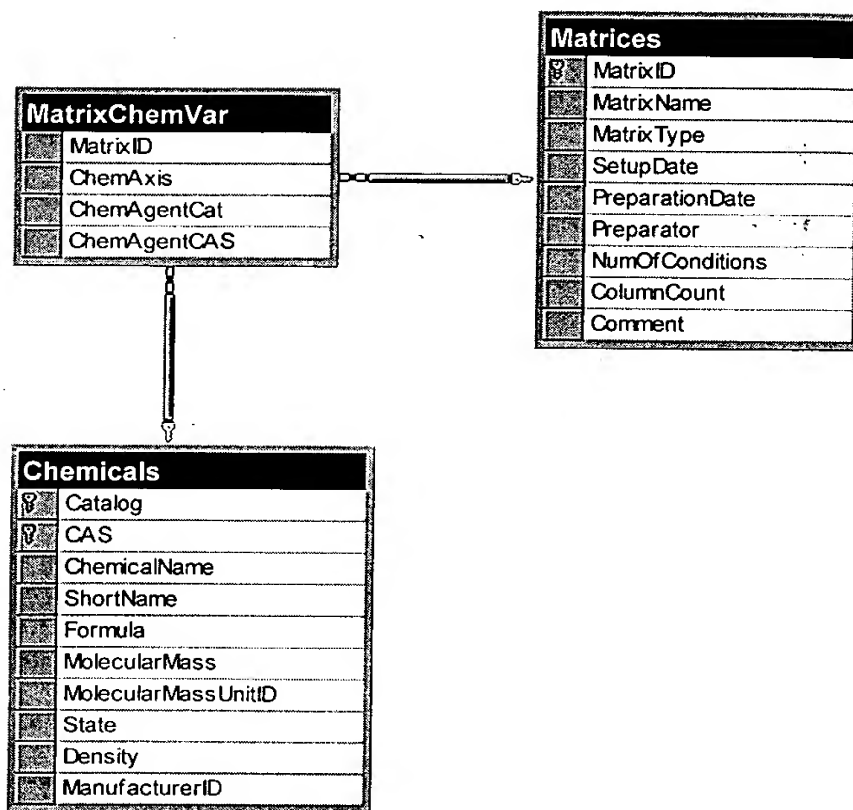 Matrices
MatrixID
MatrixName
MatrixType
SetupDate
PreparationDate
Preparator
NumOfConditions
ColumnCount
Comment
MatrixChemVar
MatrixID
ChemAxis
ChemAgentCat
ChemAgentCAS
Chemicals
Catalog
CAS
ChemicalName
ShortName
Formula
MolecularMass
MolecularMassUnitID
State
Density
ManufacturerID